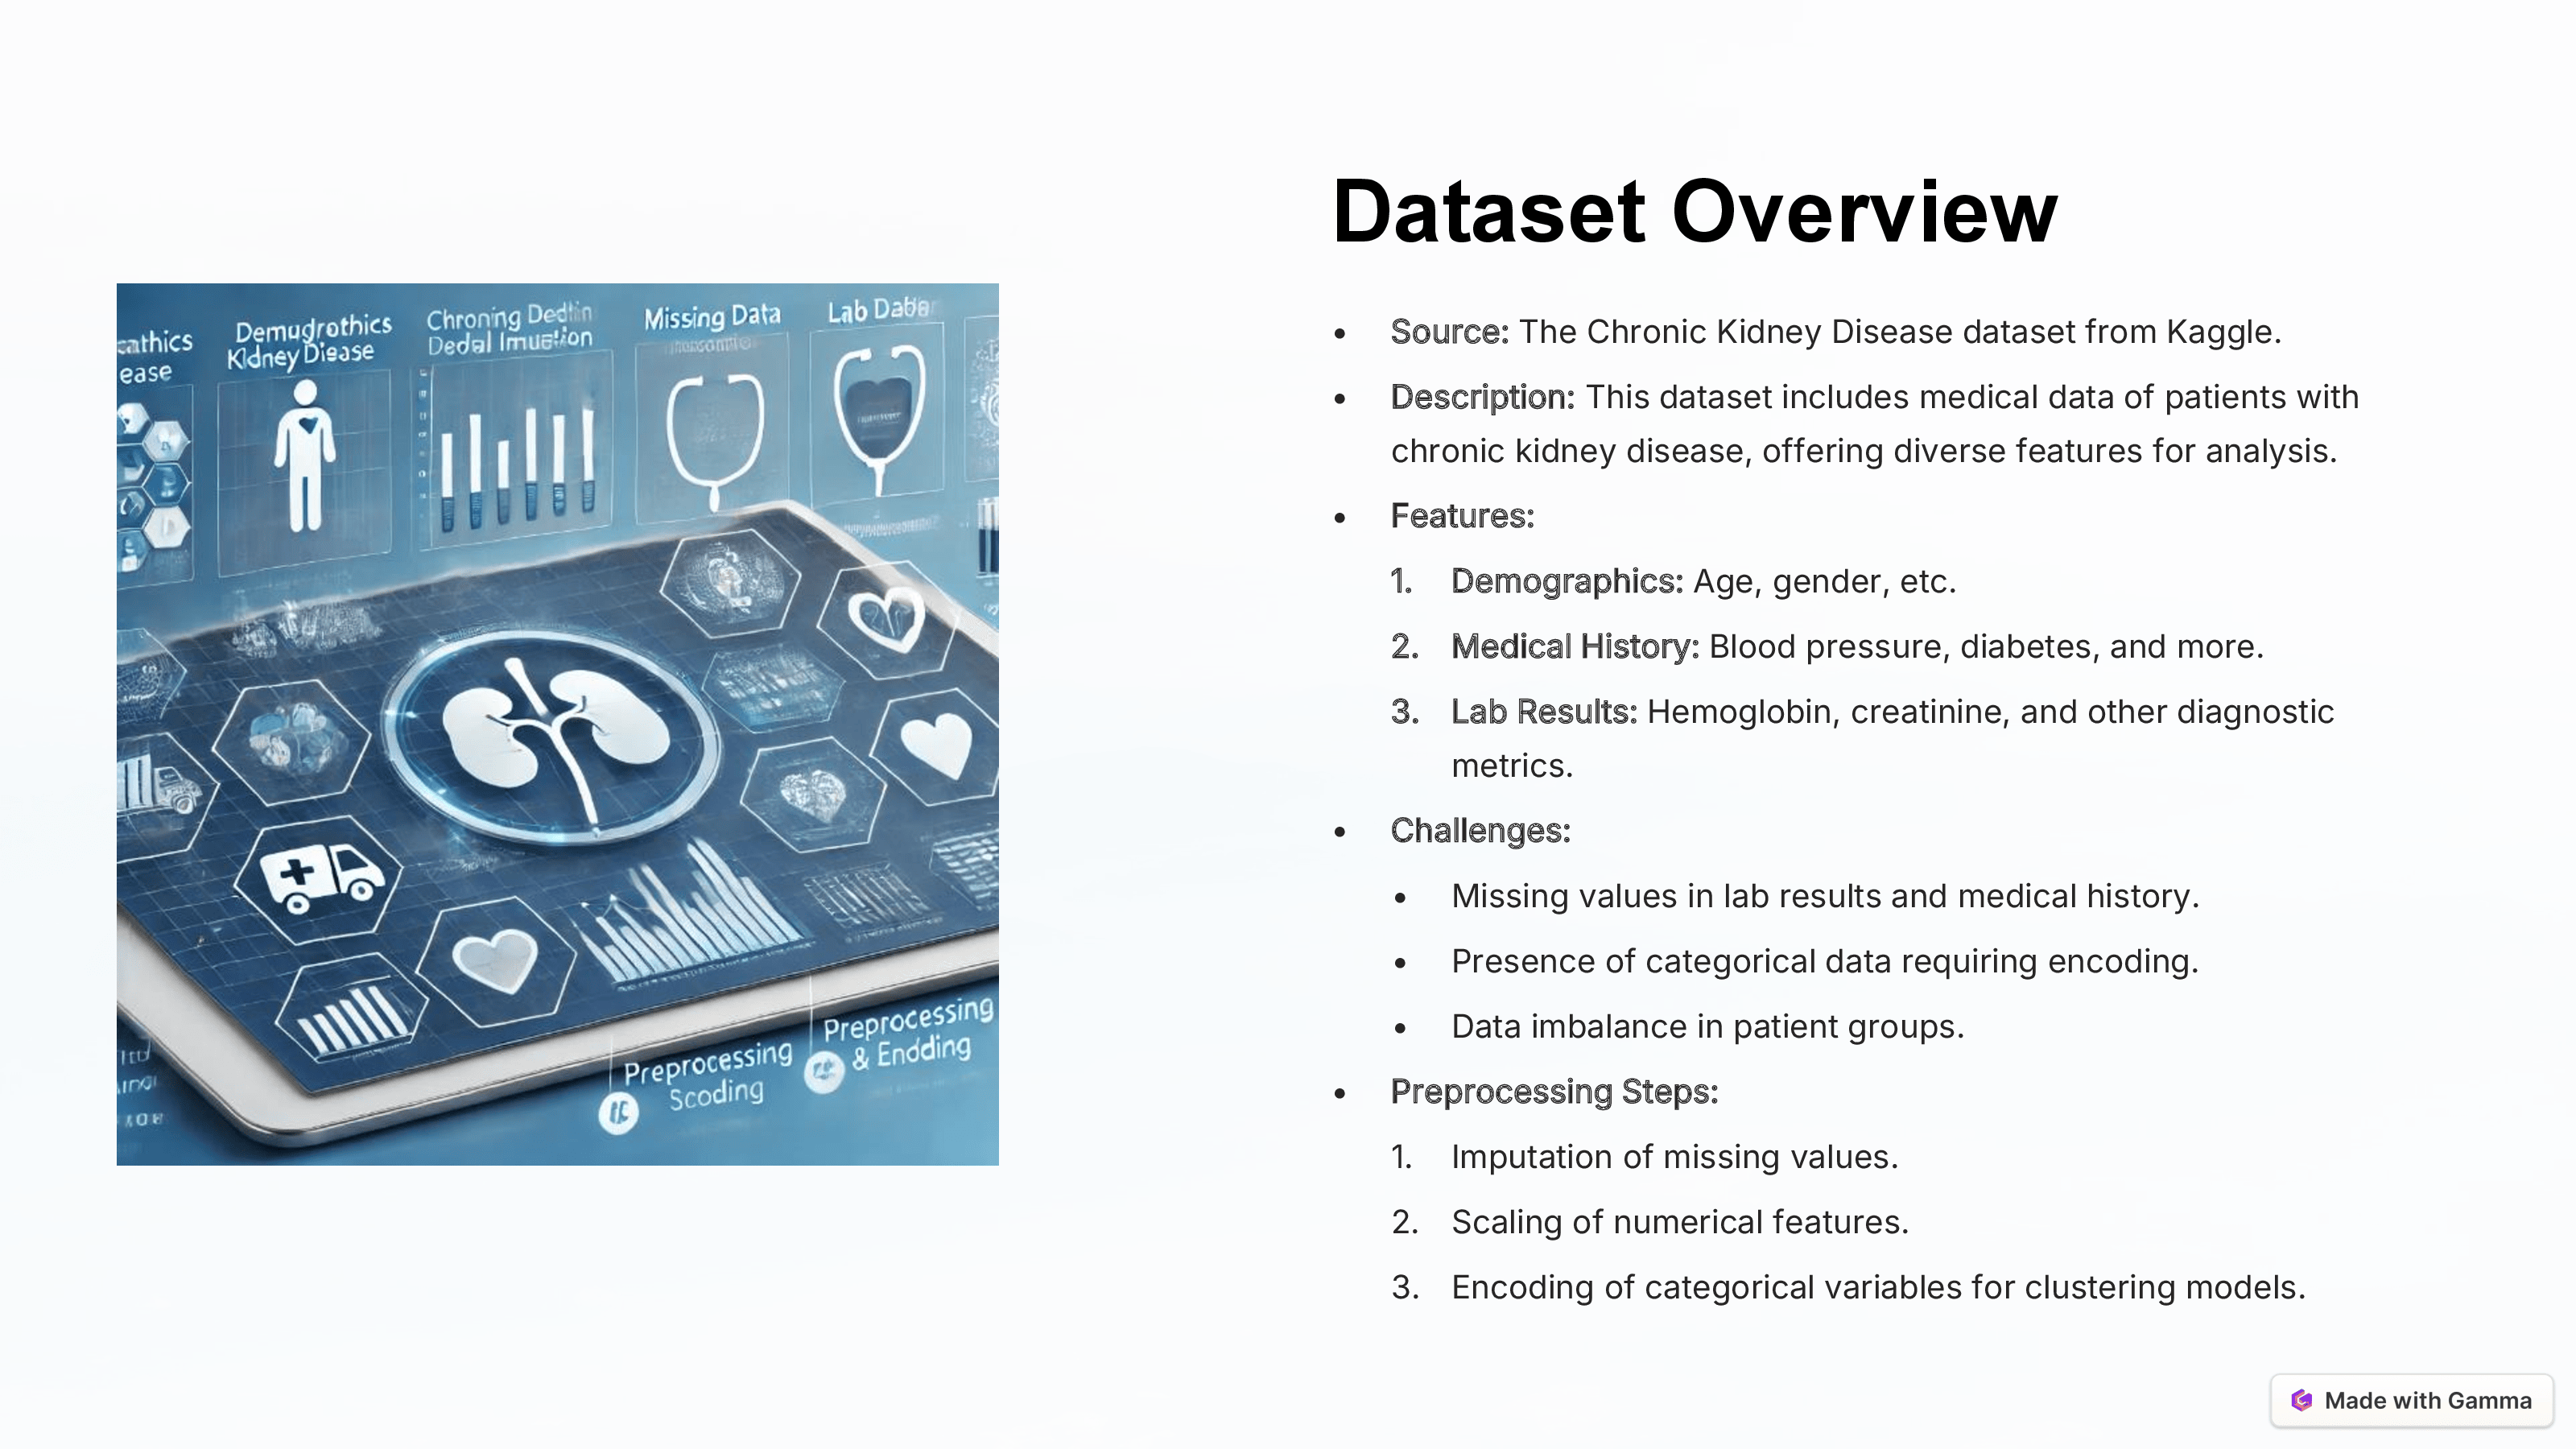 Dataset Overview
• Source: The Chronic Kidney Disease dataset from Kaggle.
• Description: This dataset includes medical data of patients with
chronic kidney disease, offering diverse features for analysis.
• Features:
1. Demographics: Age, gender, etc.
2. Medical History: Blood pressure, diabetes, and more.
3. Lab Results: Hemoglobin, creatinine, and other diagnostic
metrics.
• Challenges:
• Missing values in lab results and medical history.
• Presence of categorical data requiring encoding.
• Data imbalance in patient groups.
• Preprocessing Steps:
1. Imputation of missing values.
2. Scaling of numerical features.
3. Encoding of categorical variables for clustering models.
cathics
ease
Demugrothics
Kidney Disease
Chroning
Missing Data
Lab
Preprocessing
Scoding
Preprocessing
& Endding
Made with Gamma